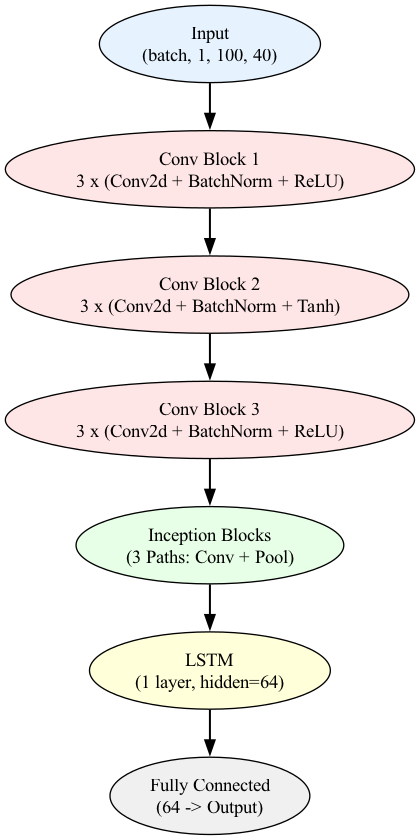 Input
(batch, 1, 100, 40)
Conv Block 1
3 x (Conv2d + BatchNorm + ReLU)
Conv Block 2
3 x (Conv2d + BatchNorm + Tanh)
Conv Block 3
3 x (Conv2d + BatchNorm + ReLU)
Inception Blocks
(3 Paths: Conv + Pool)
LSTM
(1 layer, hidden=64)
Fully Connected
(64 -> Output)